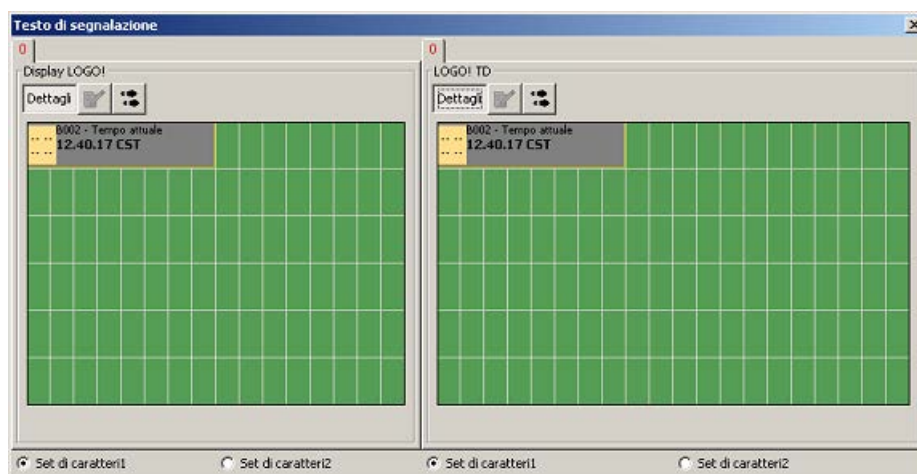 Testo di segnalazione
0
Display LOGO!
Dettagli
B002 - Tempo attuale
12.40.17 CST
Set di caratteri1
Set di caratteri2
0
LOGO! TD
Dettagli
B002 - Tempo attuale
12.40.17 CST
Set di caratteri1
Set di caratteri2